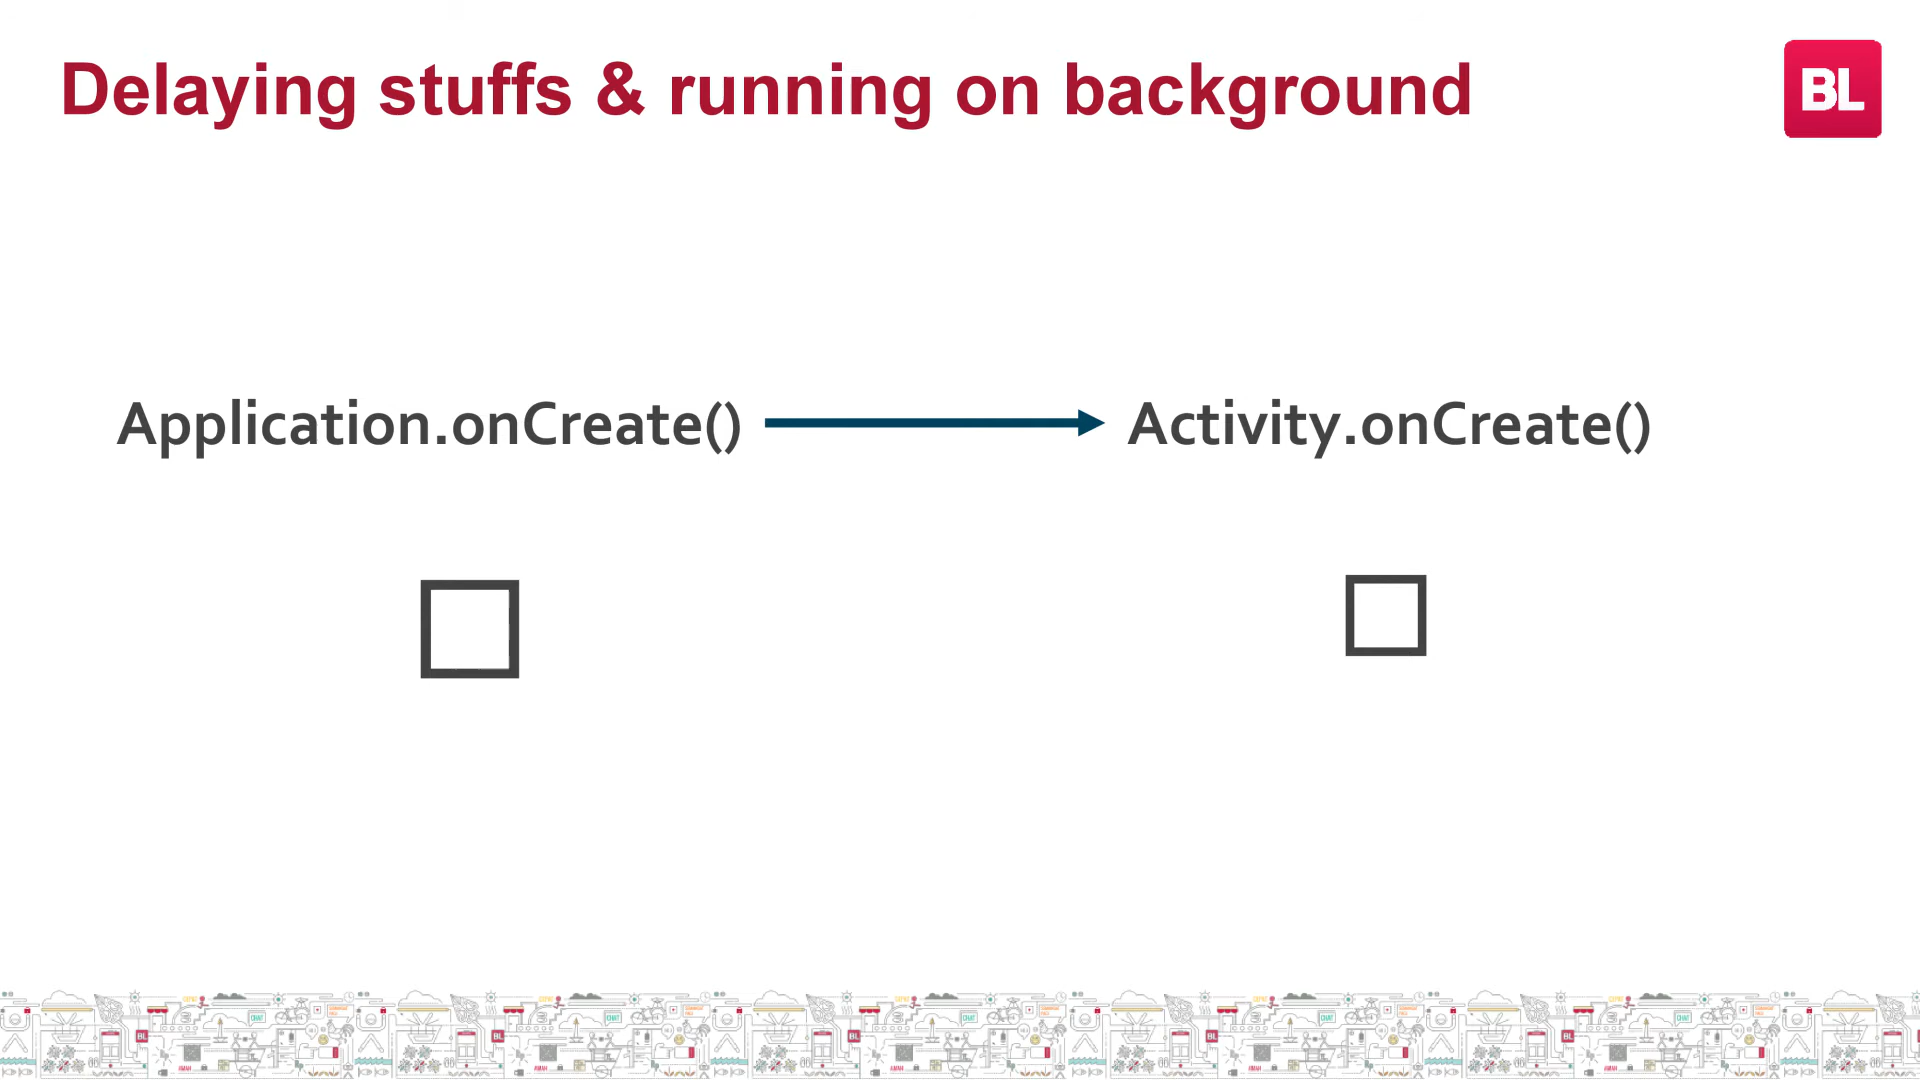 Delaying stuffs & running on background
BL
Application.onCreate()
Activity.onCreate()